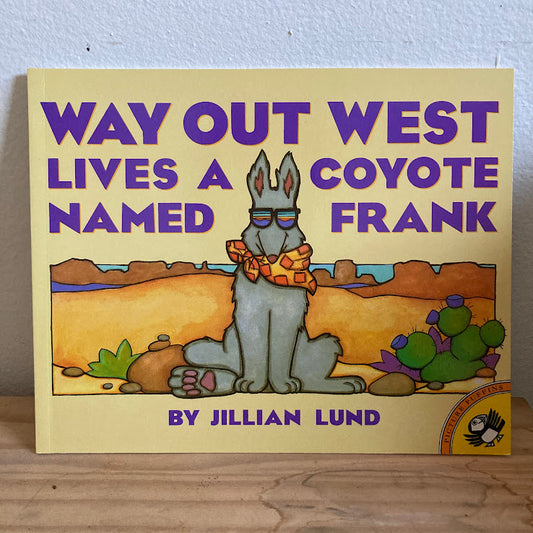 WAY OUT WEST
LIVES A COYOTE
NAMED FRANK
BY JILLIAN LUND
PICTURE PUFFINS